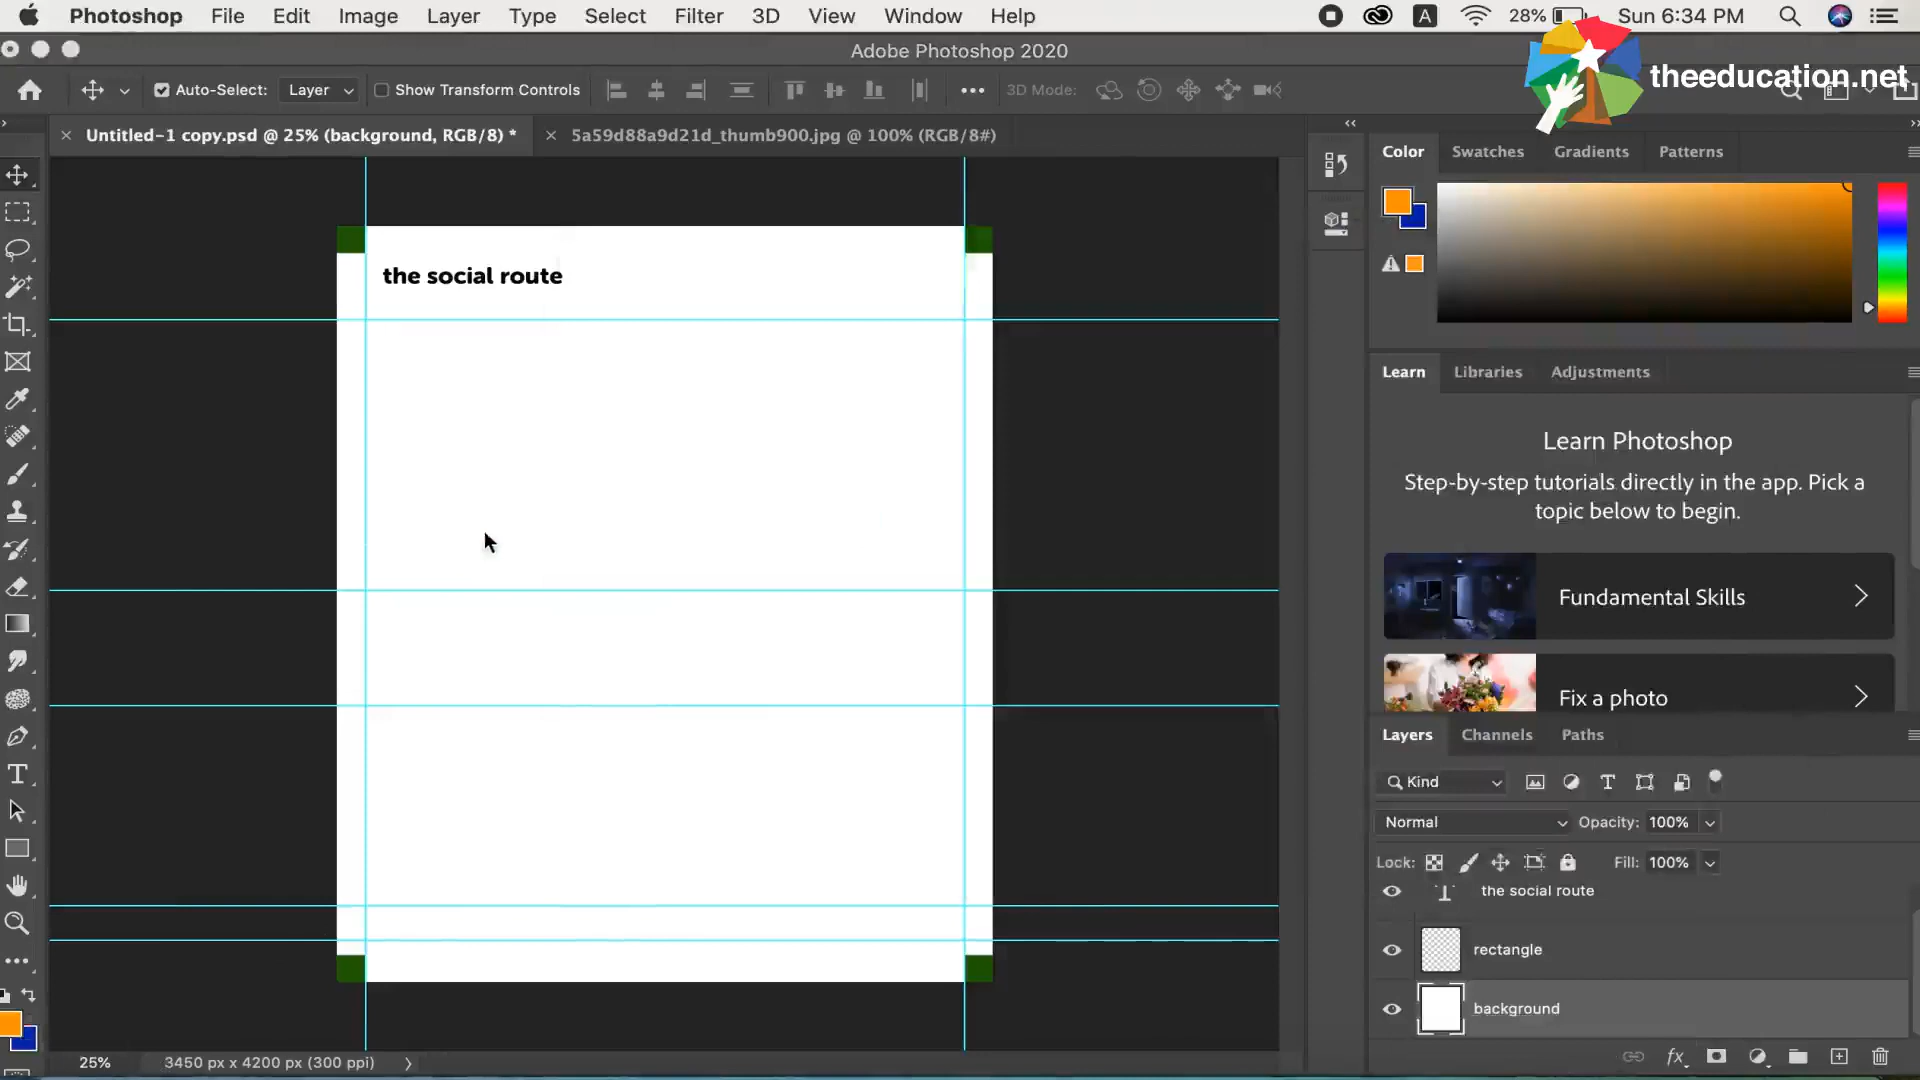 Photoshop File Edit Image Layer Type Select Filter 3D View Window Help A 28% Sun 6:34 PM
Adobe Photoshop 2020
theeducation.net
Auto-Select: Layer Show Transform Controls 3D Mode:
Untitled-1 copy.psd @ 25% (background, RGB/8) * 5a59d88a9d21d_thumb900.jpg @ 100% (RGB/8#)
Color Swatches Gradients Patterns
the social route
Learn Libraries Adjustments
Learn Photoshop
Step-by-step tutorials directly in the app. Pick a
topic below to begin.
Fundamental Skills
Fix a photo
Layers Channels Paths
Kind
Normal Opacity: 100%
Lock: Fill: 100%
the social route
rectangle
background
25% 3450 px x 4200 px (300 ppi)